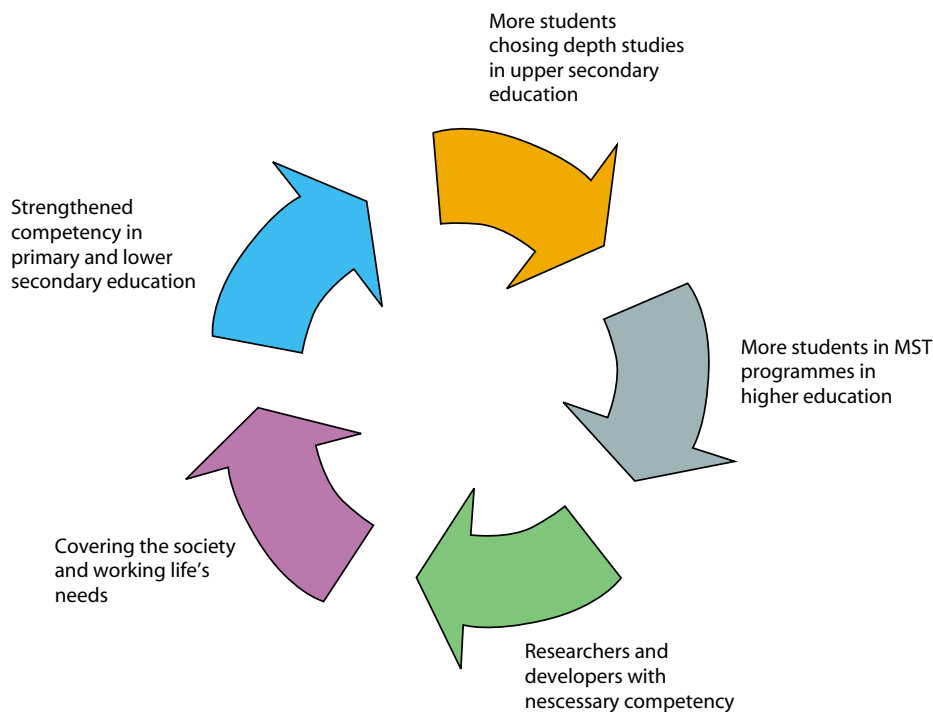 More students
chosing depth studies
in upper secondary
education
Strengthened
competency in
primary and lower
secondary education
More students in MST
programmes in
higher education
Covering the society
and working life's
needs
Researchers and
developers with
nescessary competency